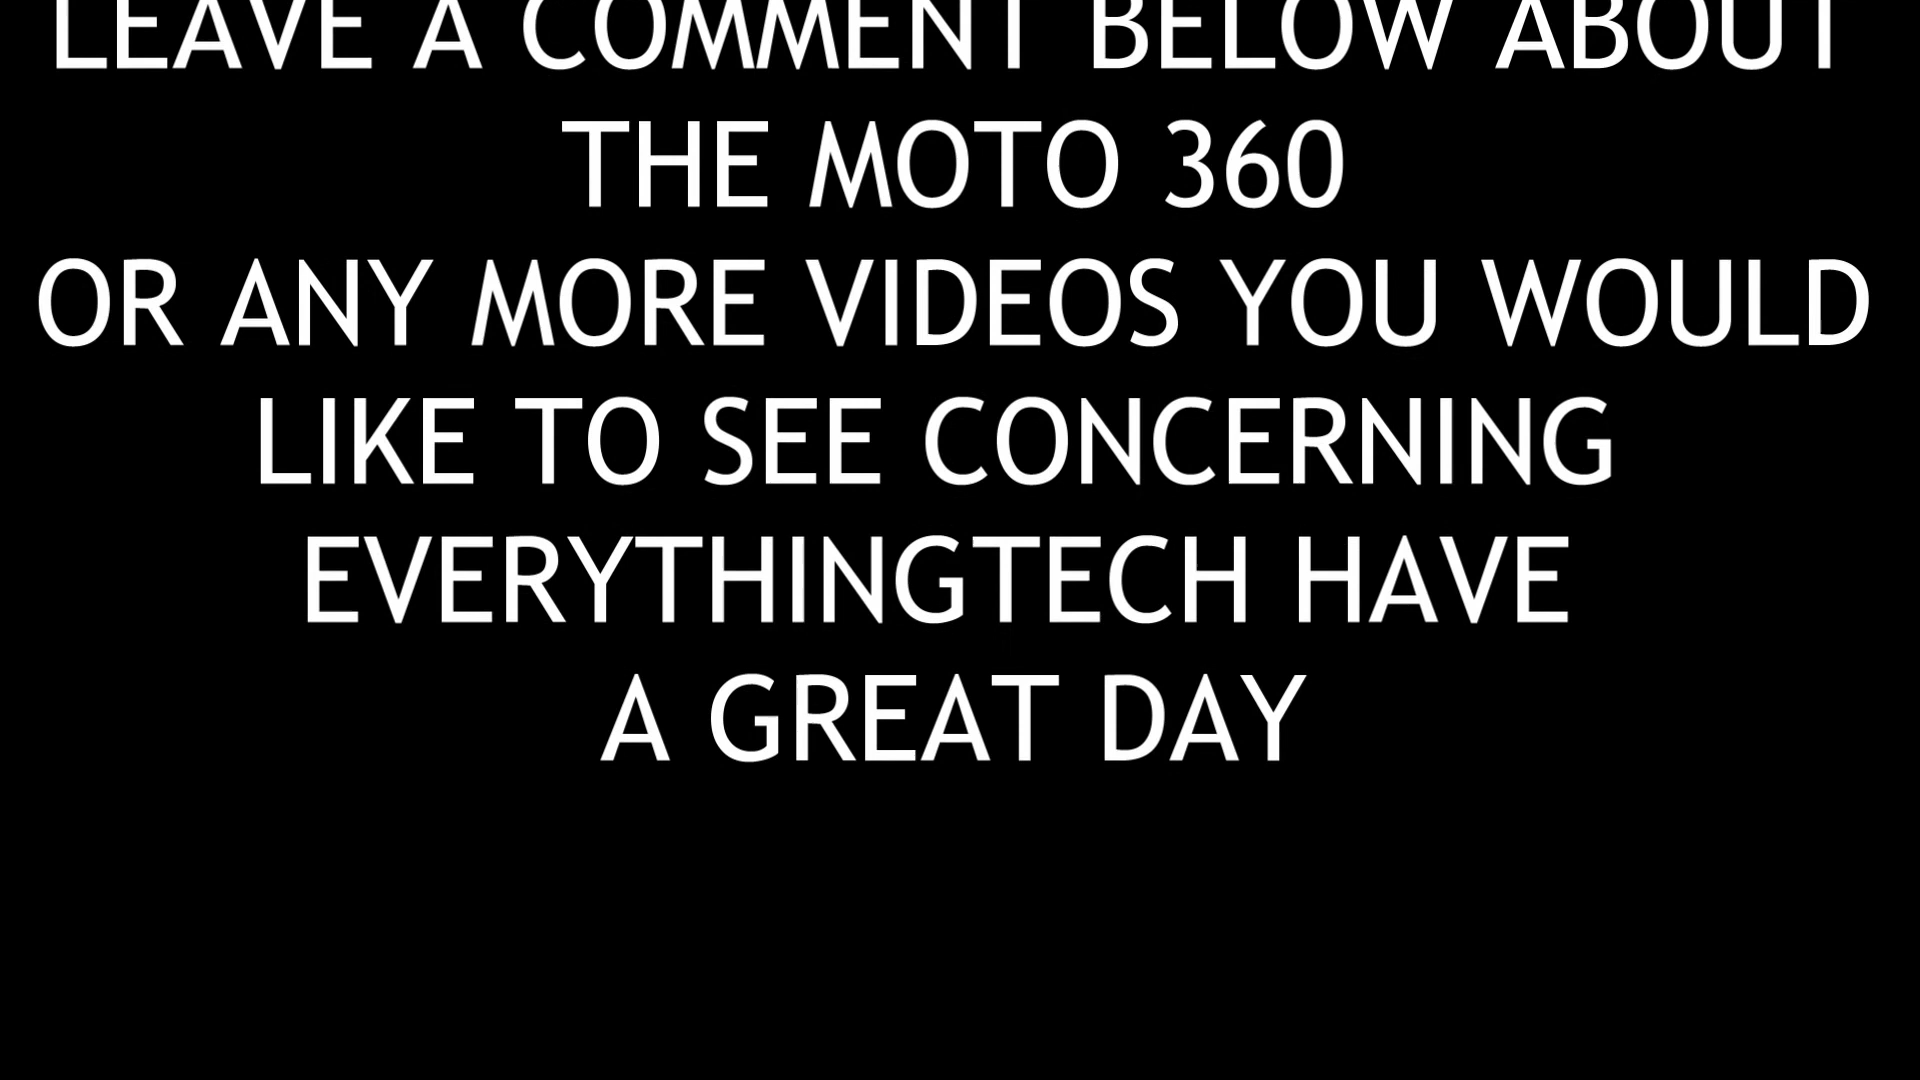 LEAVE A COMMENT BELOW ABOUT
THE MOTO 360
OR ANY MORE VIDEOS YOU WOULD
LIKE TO SEE CONCERNING
EVERYTHINGTECH HAVE
A GREAT DAY